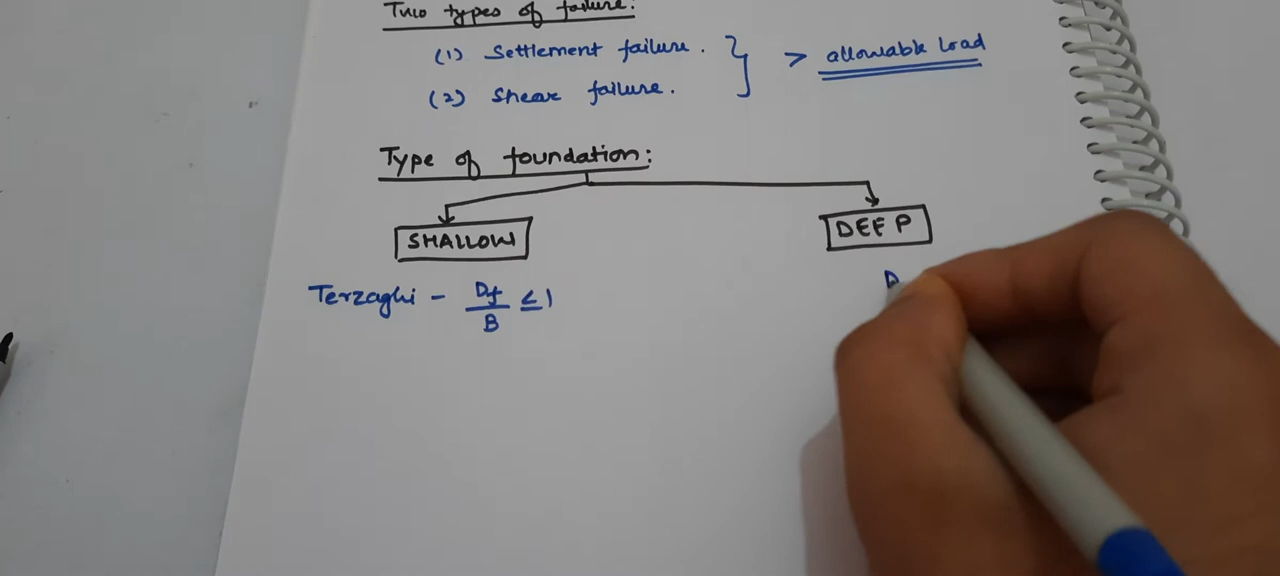 Two types of failure:
(1) Settlement failure. } > allowable load
(2) Shear failure.
Type of foundation:
SHALLOW DEEP
Terzaghi - Df/B ≤ 1 D